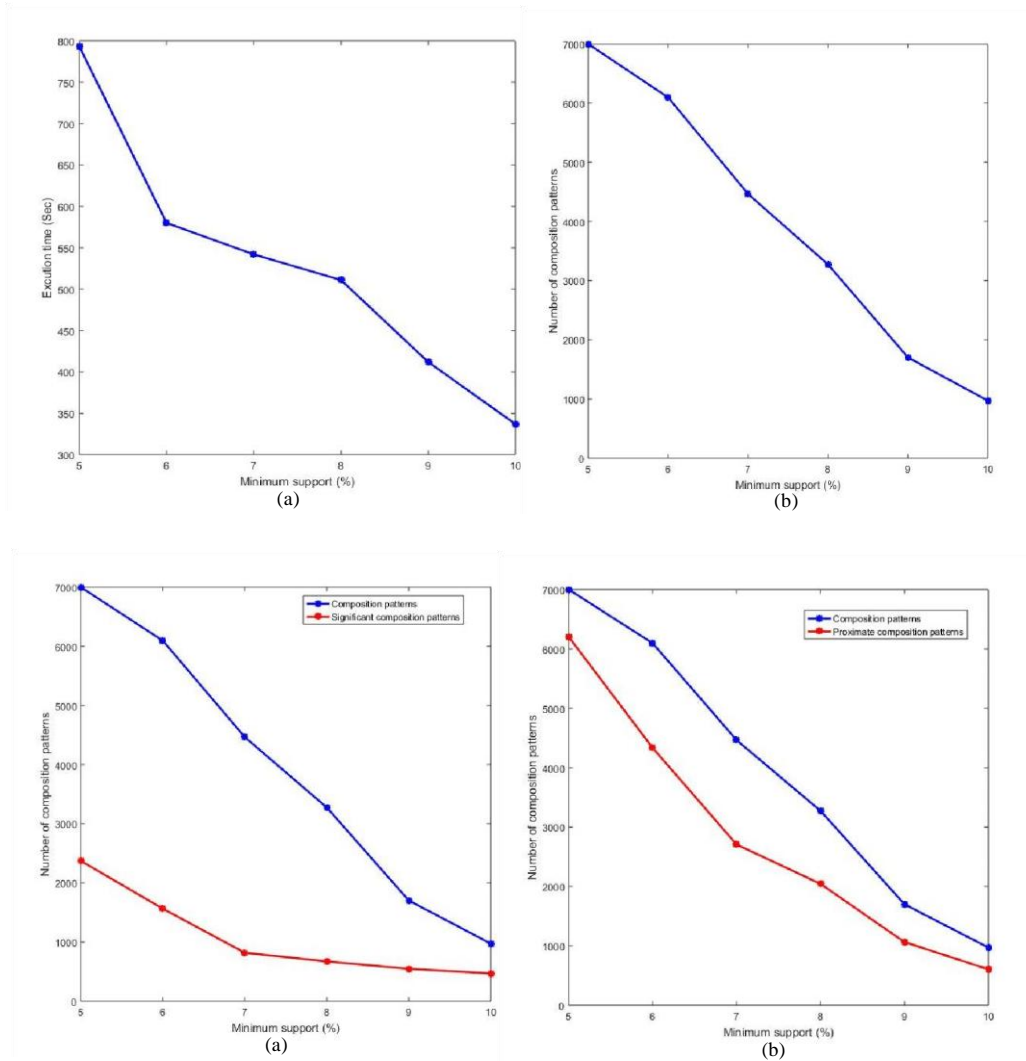 800
750
700
650
600
550
500
450
400
350
300
Excution time (Sec)
5 6 7 8 9 10
Minimum support (%)
(a)
7000
6000
5000
4000
3000
2000
1000
0
Number of composition patterns
5 6 7 8 9 10
Minimum support (%)
(b)
7000
6000
5000
4000
3000
2000
1000
0
Number of composition patterns
Composition patterns
Significant composition patterns
5 6 7 8 9 10
Minimum support (%)
(a)
7000
6000
5000
4000
3000
2000
1000
0
Number of composition patterns
Composition patterns
Proximate composition patterns
5 6 7 8 9 10
Minimum support (%)
(b)